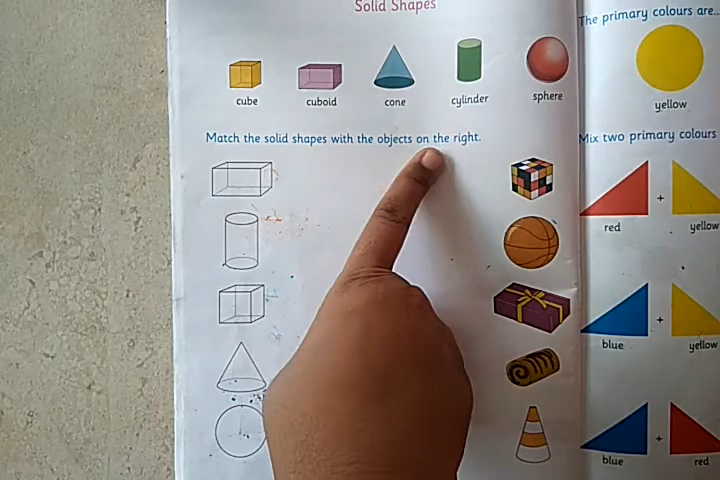 Solid Shapes
cube
cuboid
cone
cylinder
sphere
Match the solid shapes with the objects on the right.
The primary colours are...
yellow
Mix two primary colours
+
red
yellow
+
blue
yellow
+
blue
red